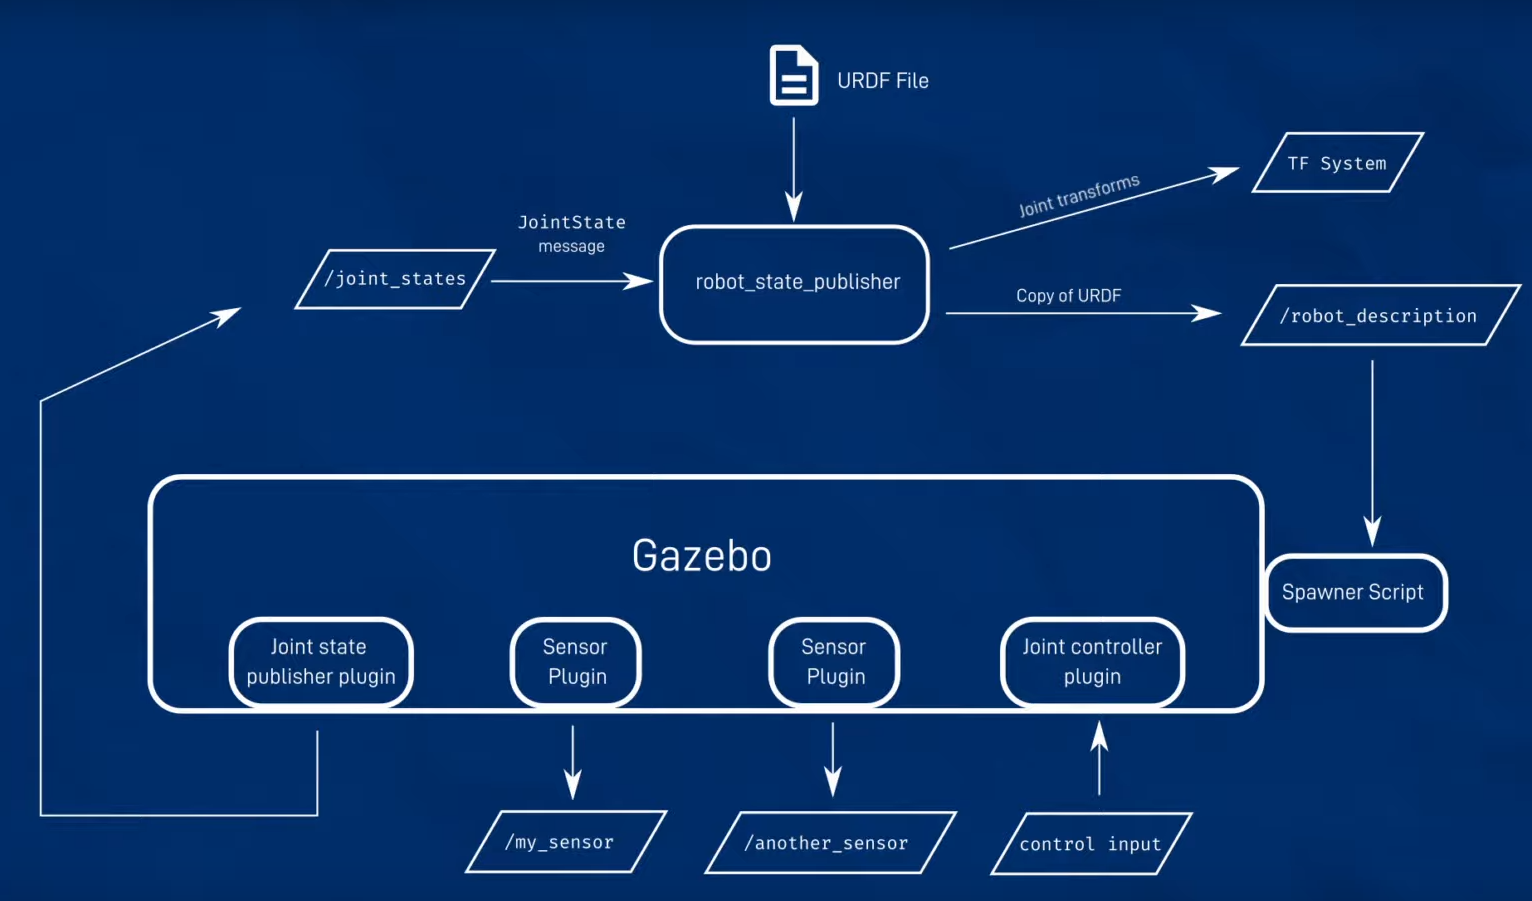 URDF File
TF System
Joint transforms
JointState
message
/joint_states
robot_state_publisher
Copy of URDF
/robot_description
Gazebo
Spawner Script
Joint state
publisher plugin
Sensor
Plugin
Sensor
Plugin
Joint controller
plugin
/my_sensor
/another_sensor
control input